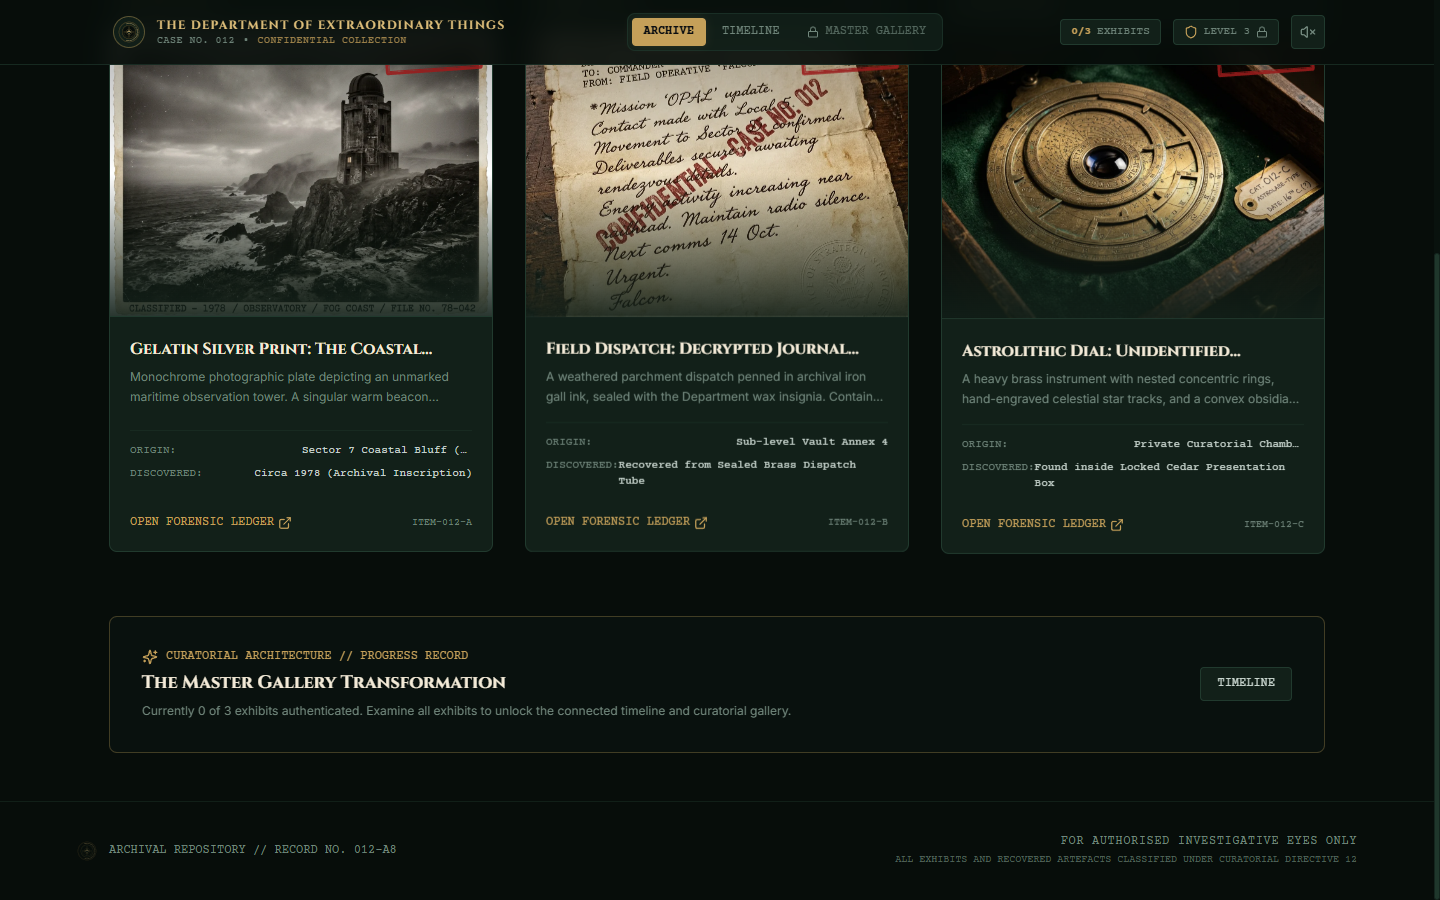 THE DEPARTMENT OF EXTRAORDINARY THINGS
CASE NO. 012 • CONFIDENTIAL COLLECTION
ARCHIVE
TIMELINE
MASTER GALLERY
0/3 EXHIBITS
LEVEL 3
CLASSIFIED - 1978 / OBSERVATORY / FOG COAST / FILE NO. 78-042
TO: COMMANDER
FROM: FIELD OPERATIVE 'FALCON'
*Mission 'OPAL' update.
Contact made with Local 5.
Movement to Sector confirmed.
Deliverables secure, awaiting
rendezvous details.
Enemy activity increasing near
railhead. Maintain radio silence.
Next comms 14 Oct.
Urgent.
Falcon.
CONFIDENTIAL - CASE NO. 012
CAT. 012-C
DATE: 16TH C.
GELATIN SILVER PRINT: THE COASTAL...
Monochrome photographic plate depicting an unmarked
maritime observation tower. A singular warm beacon...
ORIGIN: Sector 7 Coastal Bluff (…
DISCOVERED: Circa 1978 (Archival Inscription)
OPEN FORENSIC LEDGER
ITEM-012-A
FIELD DISPATCH: DECRYPTED JOURNAL...
A weathered parchment dispatch penned in archival iron
gall ink, sealed with the Department wax insignia. Contain...
ORIGIN: Sub-level Vault Annex 4
DISCOVERED: Recovered from Sealed Brass Dispatch
Tube
OPEN FORENSIC LEDGER
ITEM-012-B
ASTROLITHIC DIAL: UNIDENTIFIED...
A heavy brass instrument with nested concentric rings,
hand-engraved celestial star tracks, and a convex obsidia...
ORIGIN: Private Curatorial Chamb…
DISCOVERED: Found inside Locked Cedar Presentation
Box
OPEN FORENSIC LEDGER
ITEM-012-C
CURATORIAL ARCHITECTURE // PROGRESS RECORD
THE MASTER GALLERY TRANSFORMATION
Currently 0 of 3 exhibits authenticated. Examine all exhibits to unlock the connected timeline and curatorial gallery.
TIMELINE
ARCHIVAL REPOSITORY // RECORD NO. 012-A8
FOR AUTHORISED INVESTIGATIVE EYES ONLY
ALL EXHIBITS AND RECOVERED ARTEFACTS CLASSIFIED UNDER CURATORIAL DIRECTIVE 12